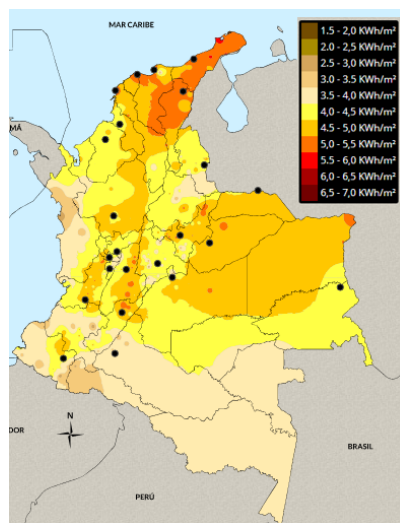 MAR CARIBE
1.5 - 2,0 KWh/m²
2.0 - 2,5 KWh/m²
2,5 - 3,0 KWh/m²
3.0 - 3.5 KWh/m²
3,5 - 4,0 KWh/m²
4,0 - 4,5 KWh/m²
4,5 - 5,0 KWh/m²
5,0 - 5,5 KWh/m²
5,5 - 6,0 KWh/m²
6,0 - 6,5 KWh/m²
6,5 - 7,0 KWh/m²
MÁ
N
DOR
BRASIL
PERÚ